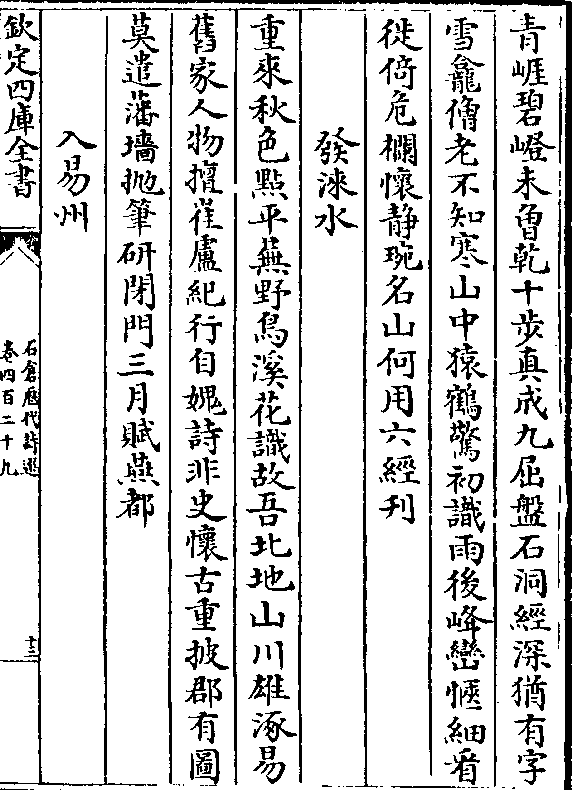 青崕碧嶝未曾乾十步真成九屈盤石洞經深猶有字
雪龕僧老不知寒山中猿鶴驚初識雨後峰巒愜細看
徙倚危欄懷靜琬名山何用六經刋
發淶水
重來秋色點平蕪野鳥溪花識故吾北地山川雄涿易
舊家人物擅崔盧紀行自媿詩非史懷古重披郡有圖
莫遣藩墻抛筆研閉門三月賦燕都
入易州
欽定四庫全書
石倉歴代詩選
卷四百二十九
十三